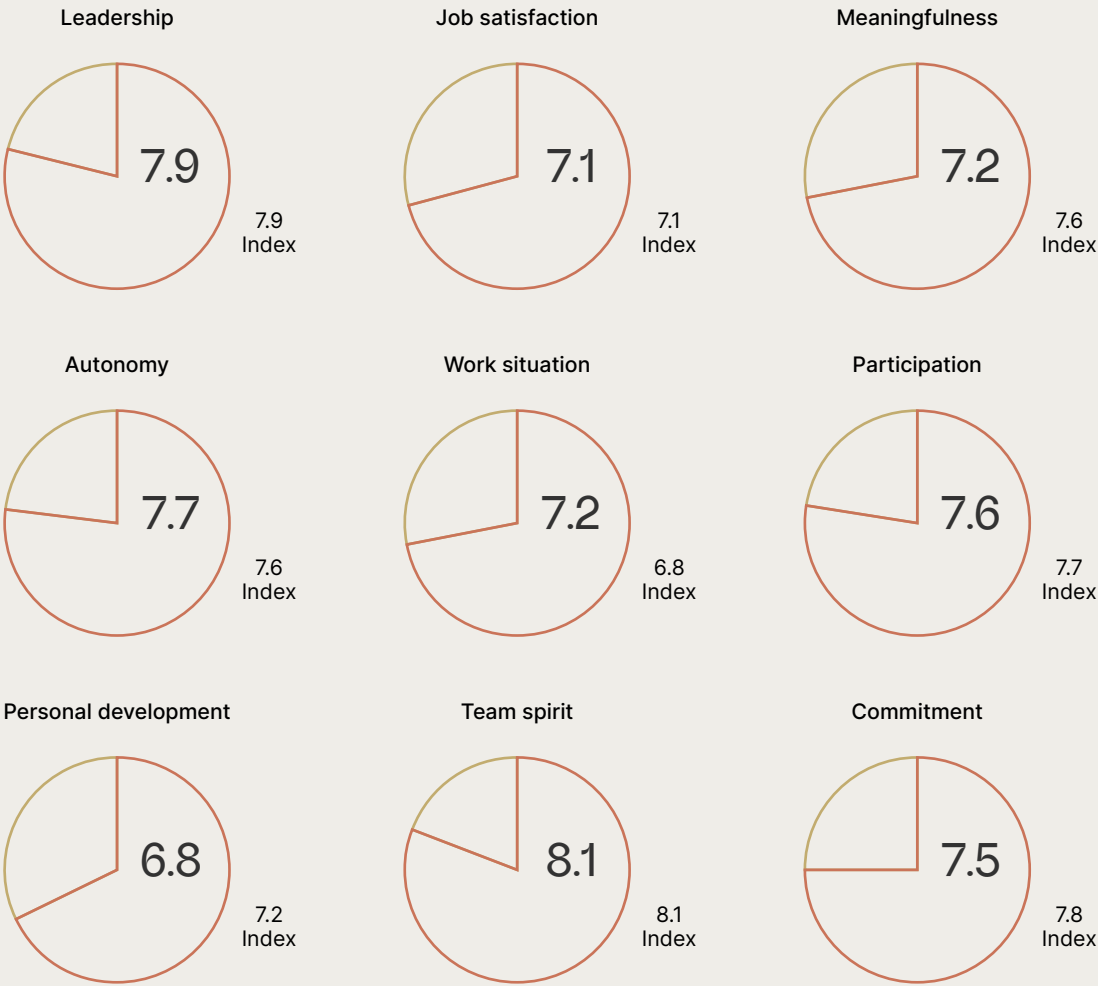 Leadership
7.9
7.9
Index
Job satisfaction
7.1
7.1
Index
Meaningfulness
7.2
7.6
Index
Autonomy
7.7
7.6
Index
Work situation
7.2
6.8
Index
Participation
7.6
7.7
Index
Personal development
6.8
7.2
Index
Team spirit
8.1
8.1
Index
Commitment
7.5
7.8
Index